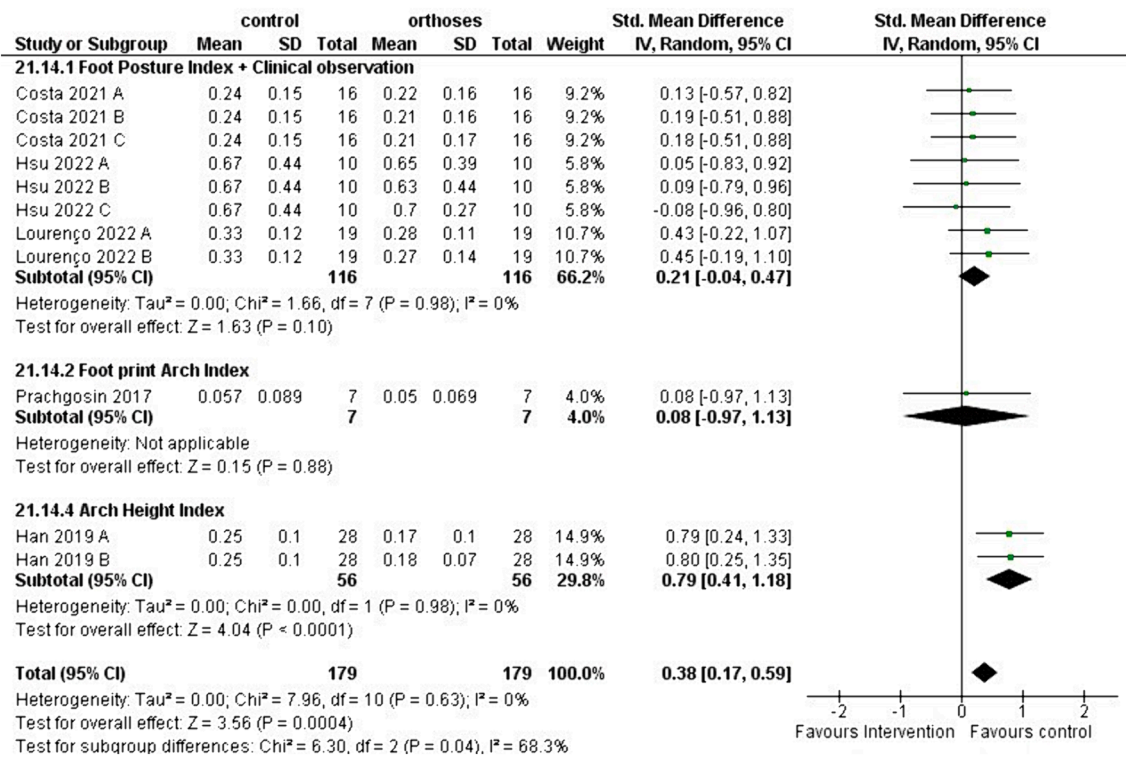 control orthoses Std. Mean Difference Std. Mean Difference
Study or Subgroup Mean SD Total Mean SD Total Weight IV, Random, 95% CI IV, Random, 95% CI
21.14.1 Foot Posture Index + Clinical observation
Costa 2021 A 0.24 0.15 16 0.22 0.16 16 9.2% 0.13 [-0.57, 0.82]
Costa 2021 B 0.24 0.15 16 0.21 0.16 16 9.2% 0.19 [-0.51, 0.88]
Costa 2021 C 0.24 0.15 16 0.21 0.17 16 9.2% 0.18 [-0.51, 0.88]
Hsu 2022 A 0.67 0.44 10 0.65 0.39 10 5.8% 0.05 [-0.83, 0.92]
Hsu 2022 B 0.67 0.44 10 0.63 0.44 10 5.8% 0.09 [-0.79, 0.96]
Hsu 2022 C 0.67 0.44 10 0.7 0.27 10 5.8% -0.08 [-0.96, 0.80]
Lourenço 2022 A 0.33 0.12 19 0.28 0.11 19 10.7% 0.43 [-0.22, 1.07]
Lourenço 2022 B 0.33 0.12 19 0.27 0.14 19 10.7% 0.45 [-0.19, 1.10]
Subtotal (95% CI) 116 116 66.2% 0.21 [-0.04, 0.47]
Heterogeneity: Tau² = 0.00; Chi² = 1.66, df = 7 (P = 0.98); I² = 0%
Test for overall effect: Z = 1.63 (P = 0.10)
21.14.2 Foot print Arch Index
Prachgosin 2017 0.057 0.089 7 0.05 0.069 7 4.0% 0.08 [-0.97, 1.13]
Subtotal (95% CI) 7 7 4.0% 0.08 [-0.97, 1.13]
Heterogeneity: Not applicable
Test for overall effect: Z = 0.15 (P = 0.88)
21.14.4 Arch Height Index
Han 2019 A 0.25 0.1 28 0.17 0.1 28 14.9% 0.79 [0.24, 1.33]
Han 2019 B 0.25 0.1 28 0.18 0.07 28 14.9% 0.80 [0.25, 1.35]
Subtotal (95% CI) 56 56 29.8% 0.79 [0.41, 1.18]
Heterogeneity: Tau² = 0.00; Chi² = 0.00, df = 1 (P = 0.98); I² = 0%
Test for overall effect: Z = 4.04 (P < 0.0001)
Total (95% CI) 179 179 100.0% 0.38 [0.17, 0.59]
Heterogeneity: Tau² = 0.00; Chi² = 7.96, df = 10 (P = 0.63); I² = 0%
Test for overall effect: Z = 3.56 (P = 0.0004)
Test for subgroup differences: Chi² = 6.30, df = 2 (P = 0.04), I² = 68.3%
-2 -1 0 1 2
Favours Intervention Favours control